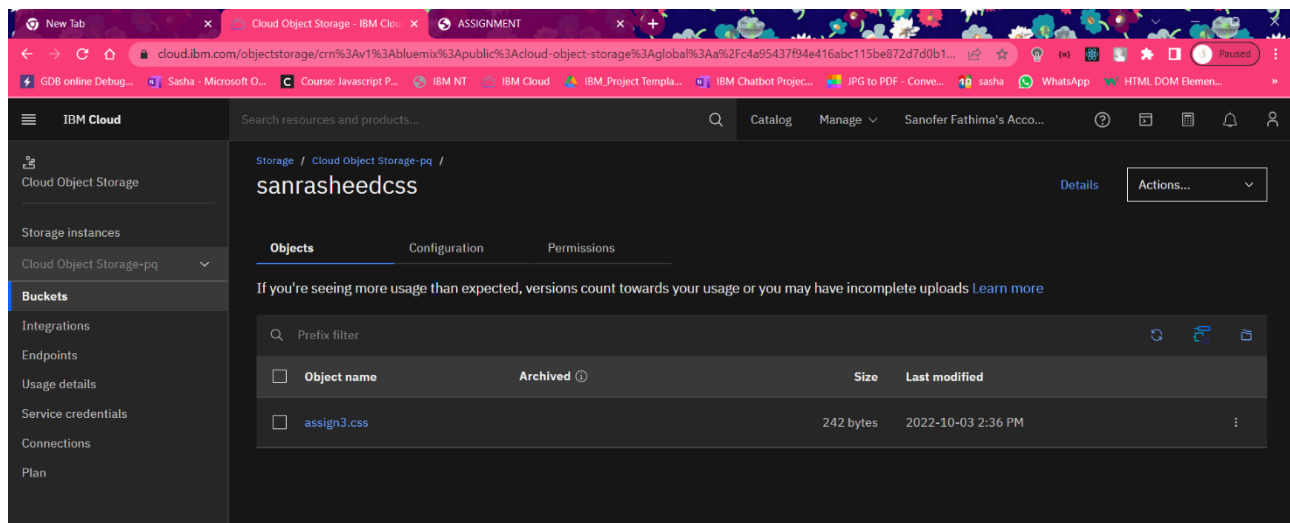 New Tab
Cloud Object Storage - IBM Clou
ASSIGNMENT
cloud.ibm.com/objectstorage/crn%3Av1%3Abluemix%3Apublic%3Acloud-object-storage%3Aglobal%3Aa%2Fc4a95437f94e416abc115be872d7d0b1...
Paused
GDB online Debug... Sasha - Microsoft O... Course: Javascript P... IBM NT IBM Cloud IBM_Project Templa... IBM Chatbot Projec... JPG to PDF - Conve... sasha WhatsApp HTML DOM Elemen... »
IBM Cloud Search resources and products... Catalog Manage Sanofer Fathima's Acco...
Cloud Object Storage
Storage instances
Cloud Object Storage-pq
Buckets
Integrations
Endpoints
Usage details
Service credentials
Connections
Plan
Storage / Cloud Object Storage-pq /
sanrasheedcss
Details Actions...
Objects Configuration Permissions
If you're seeing more usage than expected, versions count towards your usage or you may have incomplete uploads Learn more
Prefix filter
Object name Archived Size Last modified
assign3.css 242 bytes 2022-10-03 2:36 PM